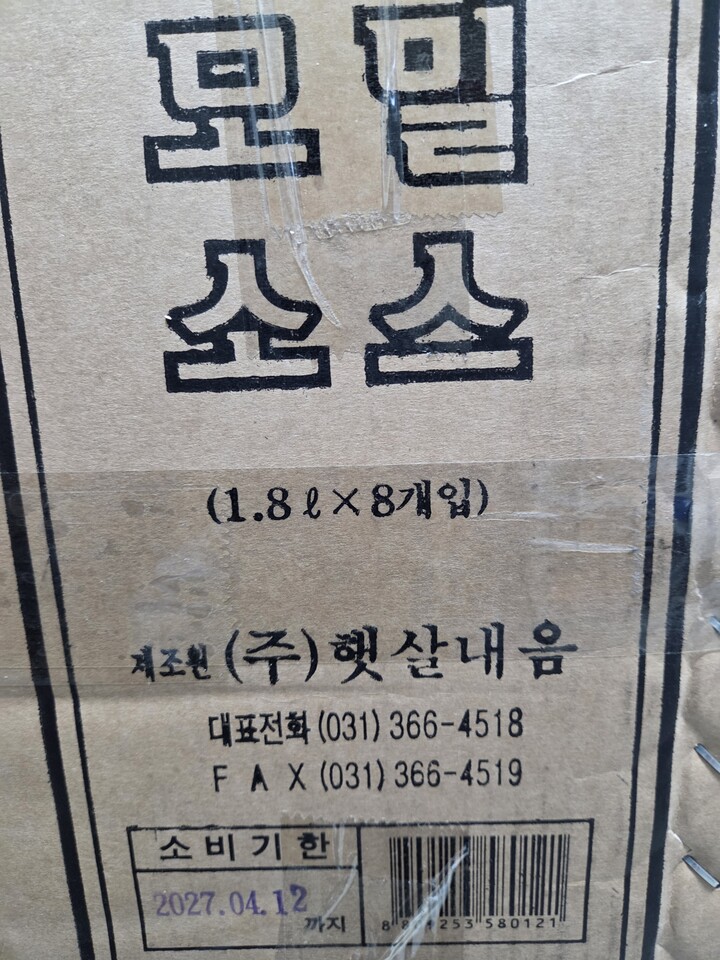 모밀
소스
(1.8ℓ×8개입)
제조원 (주)햇살내음
대표전화 (031) 366-4518
F A X (031) 366-4519
소비기한
2027.04.12 까지